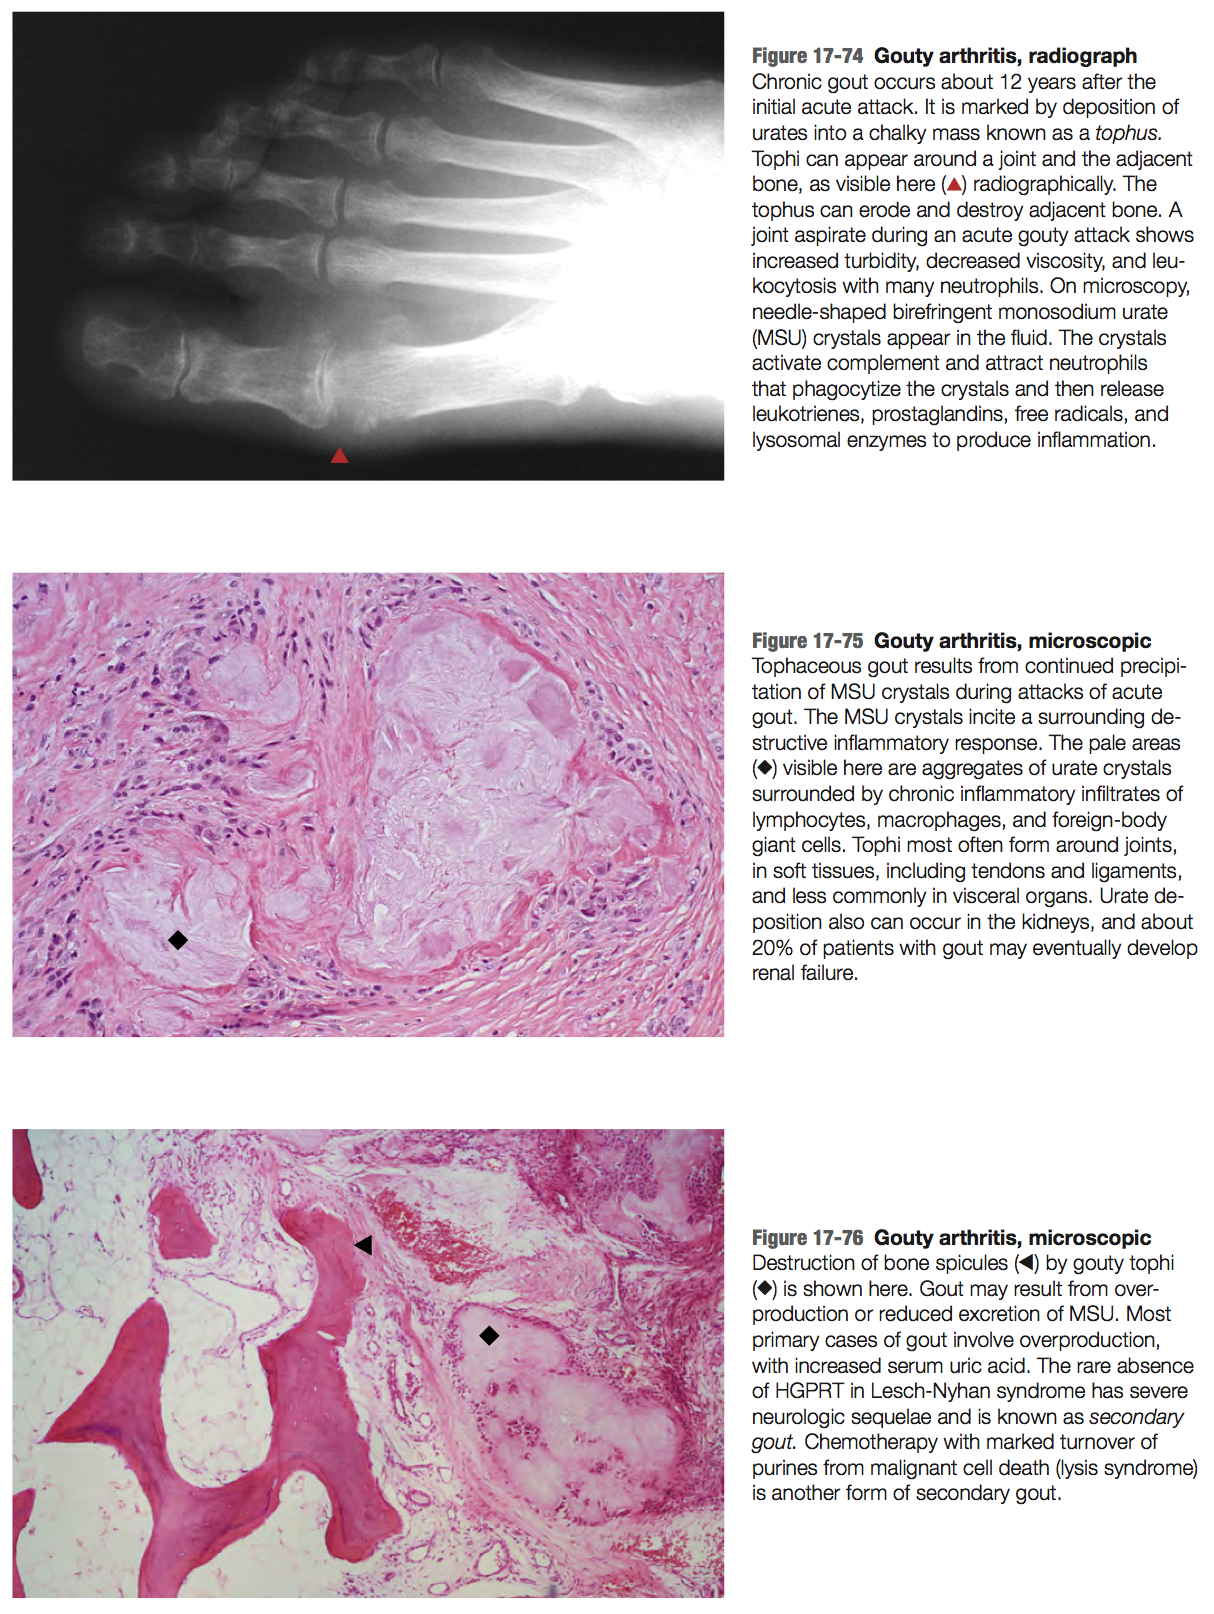 Figure 17-74 Gouty arthritis, radiograph
Chronic gout occurs about 12 years after the
initial acute attack. It is marked by deposition of
urates into a chalky mass known as a tophus.
Tophi can appear around a joint and the adjacent
bone, as visible here (▲) radiographically. The
tophus can erode and destroy adjacent bone. A
joint aspirate during an acute gouty attack shows
increased turbidity, decreased viscosity, and leu-
kocytosis with many neutrophils. On microscopy,
needle-shaped birefringent monosodium urate
(MSU) crystals appear in the fluid. The crystals
activate complement and attract neutrophils
that phagocytize the crystals and then release
leukotrienes, prostaglandins, free radicals, and
lysosomal enzymes to produce inflammation.
Figure 17-75 Gouty arthritis, microscopic
Tophaceous gout results from continued precipi-
tation of MSU crystals during attacks of acute
gout. The MSU crystals incite a surrounding de-
structive inflammatory response. The pale areas
(◆) visible here are aggregates of urate crystals
surrounded by chronic inflammatory infiltrates of
lymphocytes, macrophages, and foreign-body
giant cells. Tophi most often form around joints,
in soft tissues, including tendons and ligaments,
and less commonly in visceral organs. Urate de-
position also can occur in the kidneys, and about
20% of patients with gout may eventually develop
renal failure.
Figure 17-76 Gouty arthritis, microscopic
Destruction of bone spicules (◀) by gouty tophi
(◆) is shown here. Gout may result from over-
production or reduced excretion of MSU. Most
primary cases of gout involve overproduction,
with increased serum uric acid. The rare absence
of HGPRT in Lesch-Nyhan syndrome has severe
neurologic sequelae and is known as secondary
gout. Chemotherapy with marked turnover of
purines from malignant cell death (lysis syndrome)
is another form of secondary gout.